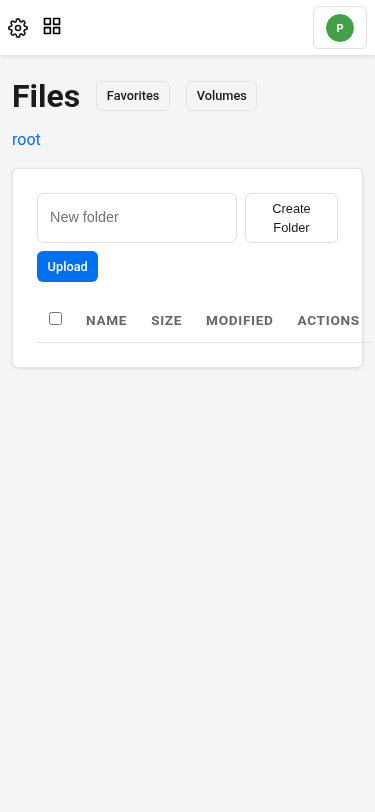 P
Files
Favorites
Volumes
root
New folder
Create
Folder
Upload
NAME SIZE MODIFIED ACTIONS